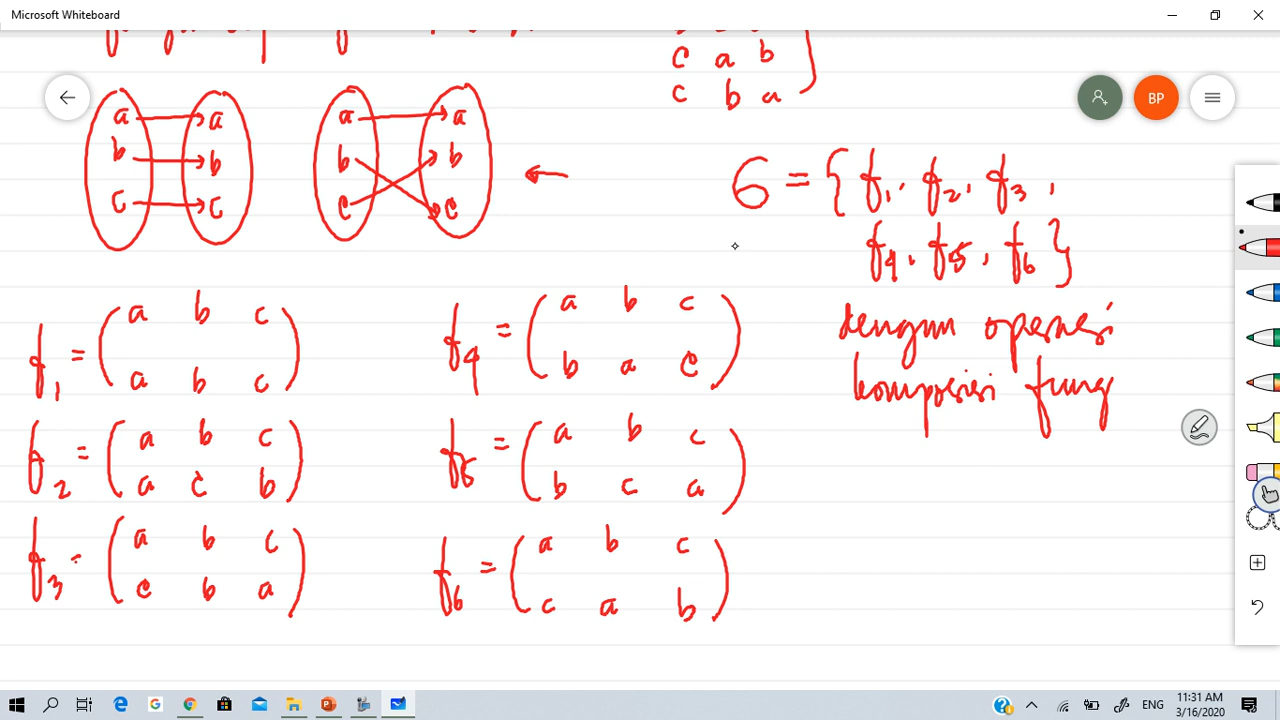 Microsoft Whiteboard
c a b
c b a
a a
b b
c c
a a
b b
c c
BP
6 = { f1, f2, f3,
f4, f5, f6 }
dengan operasi
komposisi fung
f1 = ( a b c
a b c )
f2 = ( a b c
a c b )
f3 = ( a b c
c b a )
f4 = ( a b c
b a c )
f5 = ( a b c
b c a )
f6 = ( a b c
c a b )
ENG
11:31 AM
3/16/2020